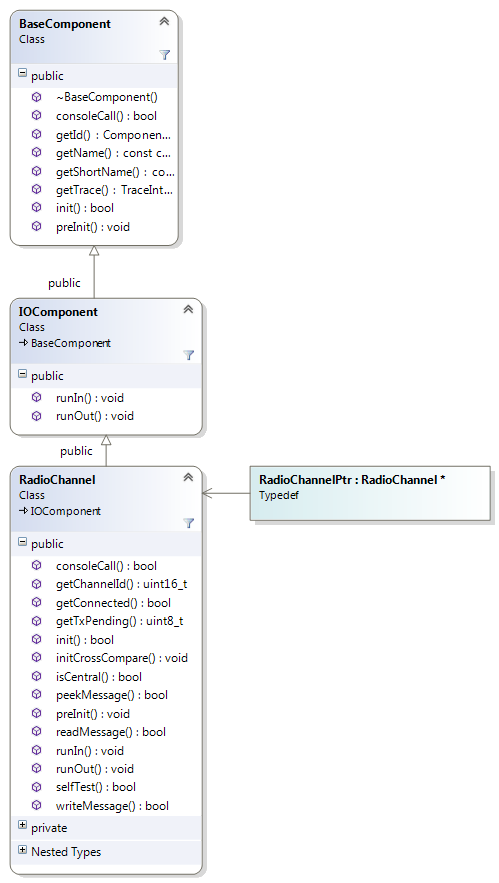 BaseComponent
Class
public
~BaseComponent()
consoleCall() : bool
getId() : Componen...
getName() : const c...
getShortName() : co...
getTrace() : TraceInt...
init() : bool
preInit() : void
public
IOComponent
Class
BaseComponent
public
runIn() : void
runOut() : void
public
RadioChannel
Class
IOComponent
public
consoleCall() : bool
getChannelId() : uint16_t
getConnected() : bool
getTxPending() : uint8_t
init() : bool
initCrossCompare() : void
isCentral() : bool
peekMessage() : bool
preInit() : void
readMessage() : bool
runIn() : void
runOut() : void
selfTest() : bool
writeMessage() : bool
private
Nested Types
RadioChannelPtr : RadioChannel *
Typedef